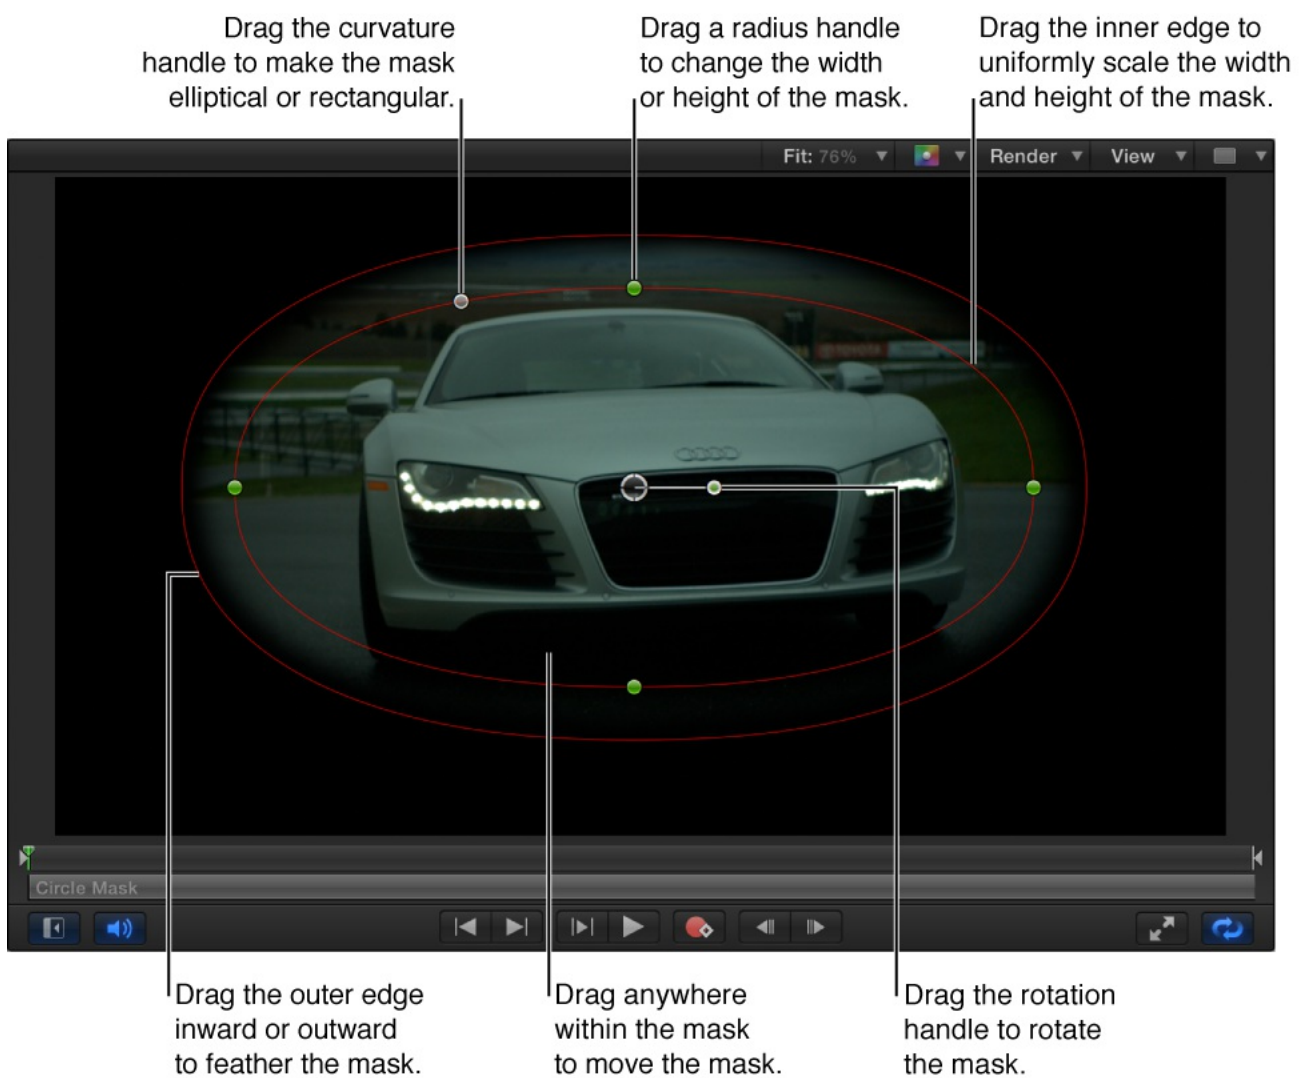 Drag the curvature
handle to make the mask
elliptical or rectangular.
Drag a radius handle
to change the width
or height of the mask.
Drag the inner edge to
uniformly scale the width
and height of the mask.
Fit: 76%
Render
View
TOYOTA
Circle Mask
Drag the outer edge
inward or outward
to feather the mask.
Drag anywhere
within the mask
to move the mask.
Drag the rotation
handle to rotate
the mask.